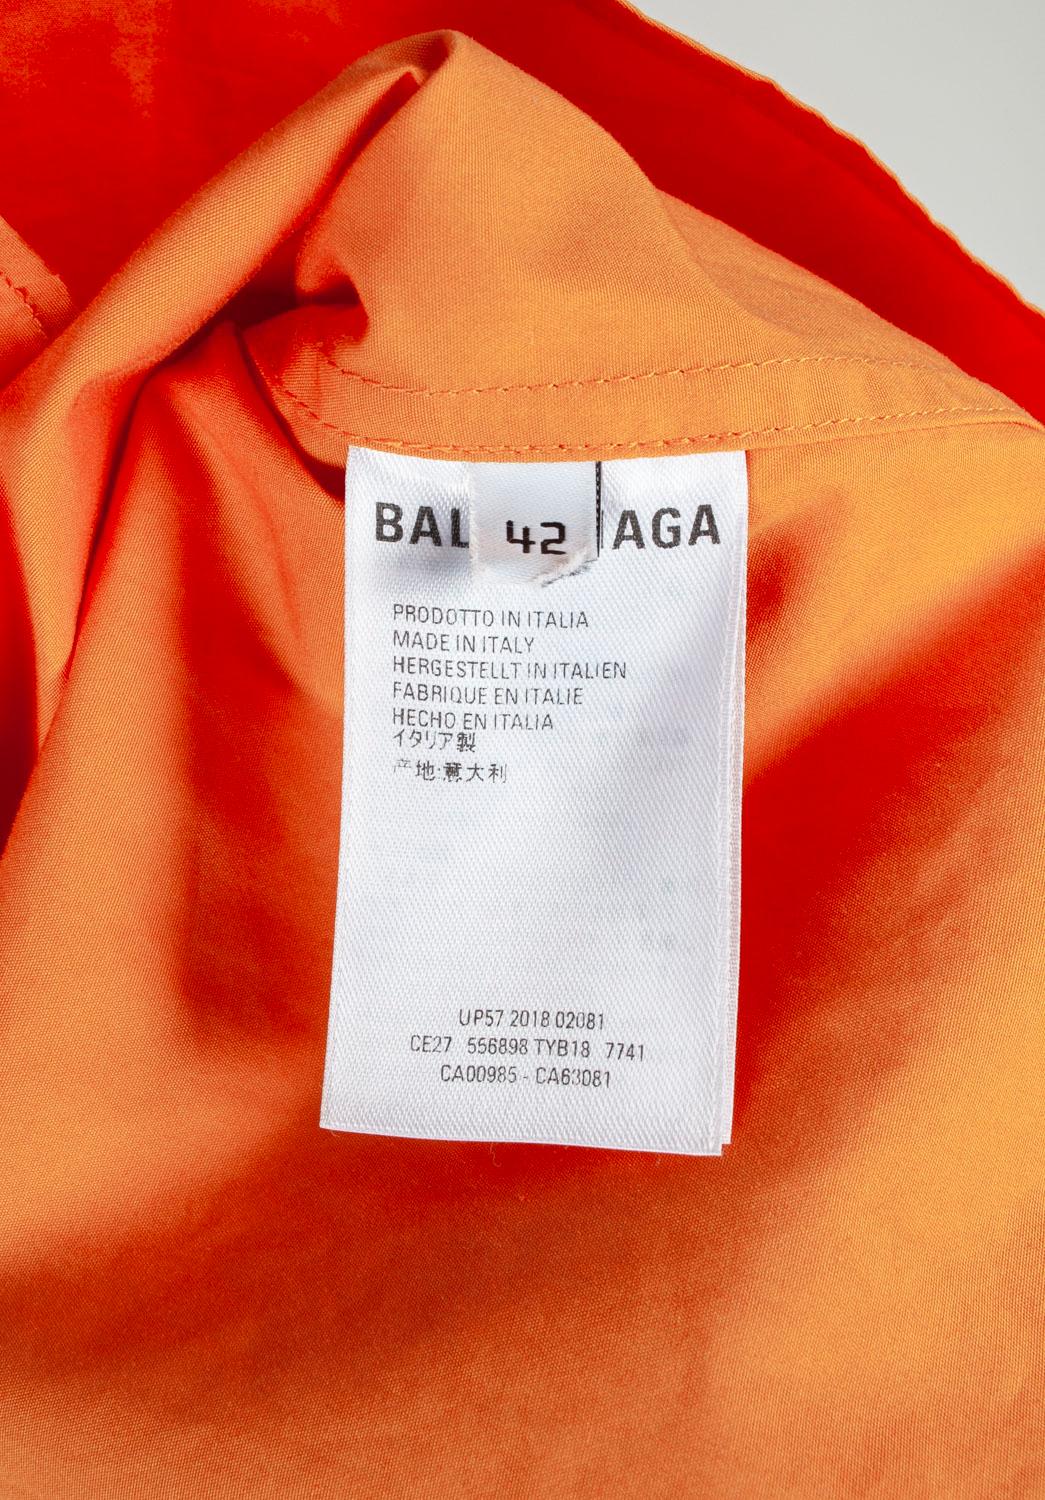 BAL 42 AGA
PRODOTTO IN ITALIA
MADE IN ITALY
HERGESTELLT IN ITALIEN
FABRIQUE EN ITALIE
HECHO EN ITALIA
イタリア製
产地:意大利
UP57 2018 02081
CE27 556898 TYB18 7741
CA00985 - CA63081